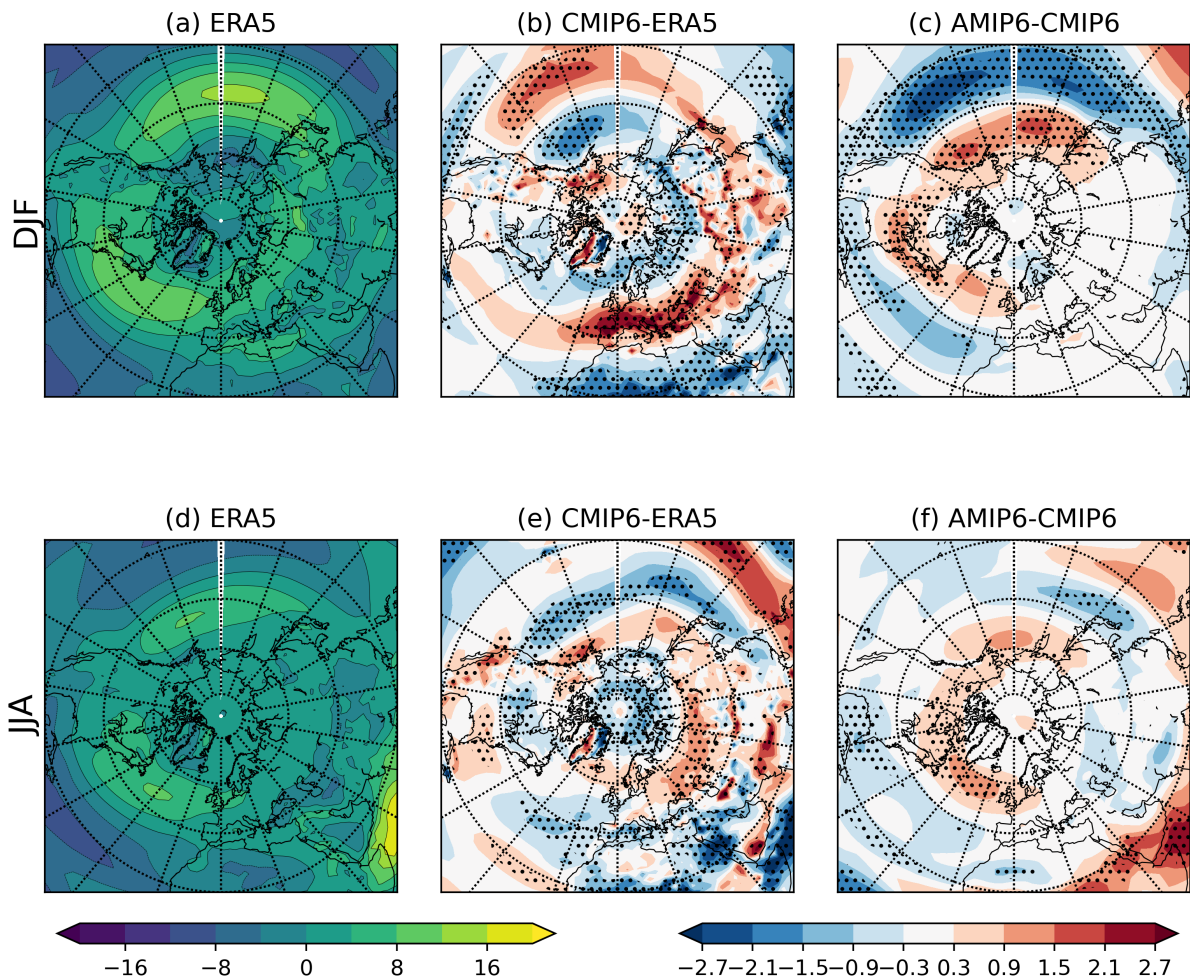 (a) ERA5
(b) CMIP6-ERA5
(c) AMIP6-CMIP6
DJF
(d) ERA5
(e) CMIP6-ERA5
(f) AMIP6-CMIP6
JJA
−16 −8 0 8 16
−2.7 −2.1 −1.5 −0.9 −0.3 0.3 0.9 1.5 2.1 2.7